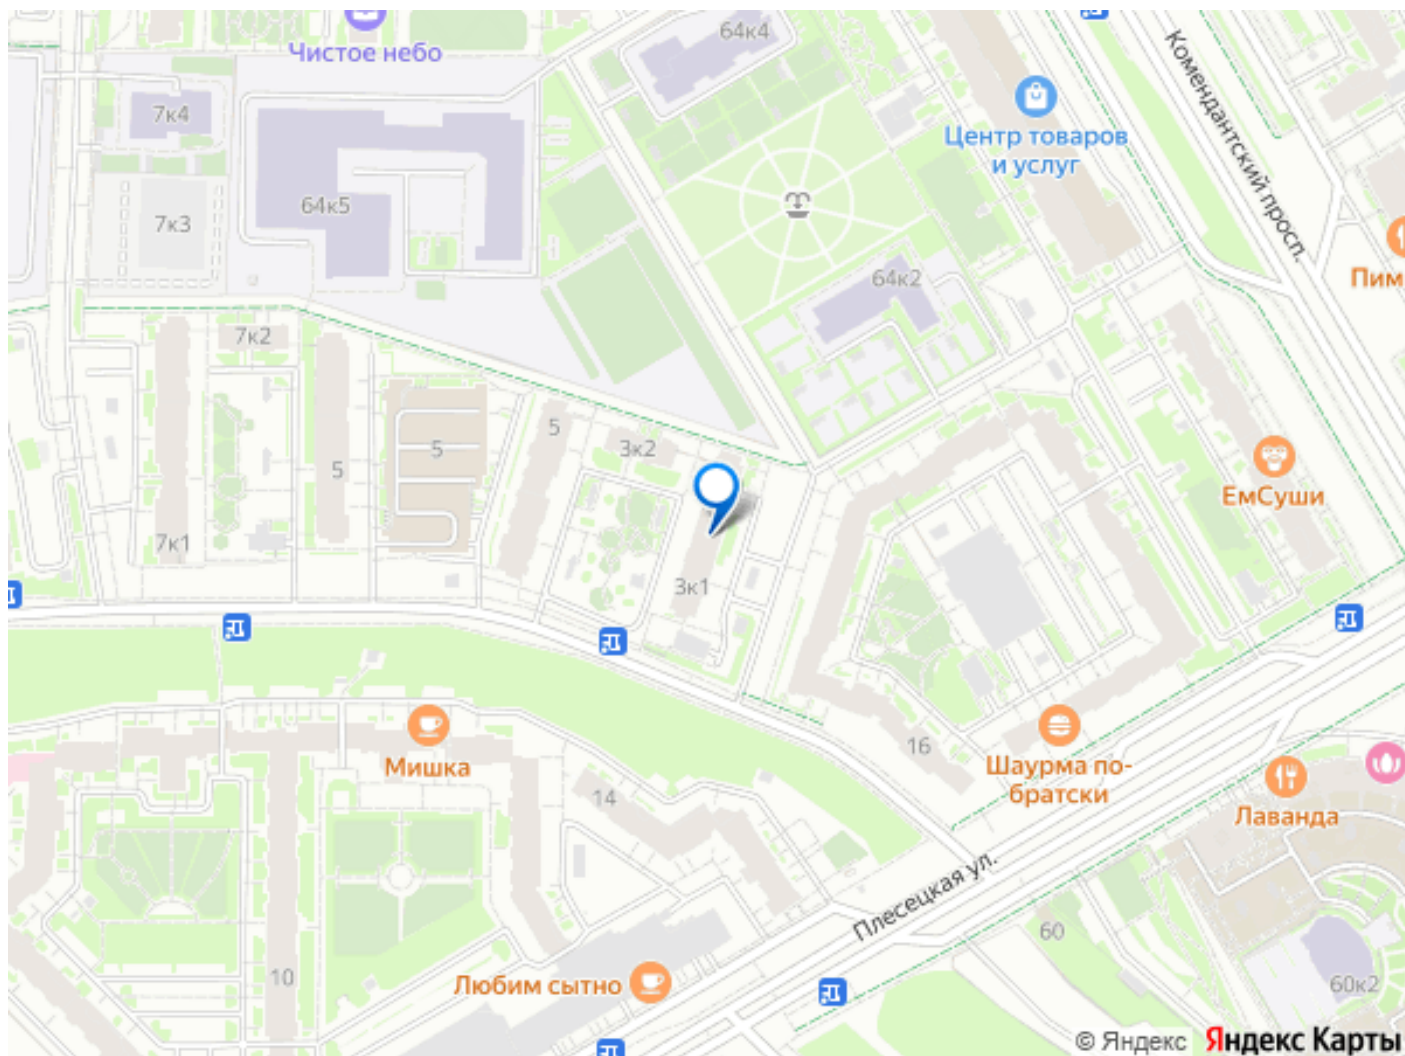 64к4
Чистое небо
Комендантский просп.
7к4
Центр товаров
и услуг
64к5
7к3
Пим
64к2
7к2
5
3к2
5
5
ЕмСуши
7к1
3к1
16
Мишка
Шаурма по-
братски
14
Лаванда
Плесецкая ул.
60
10
Любим сытно
60к2
© Яндекс
Яндекс Карты